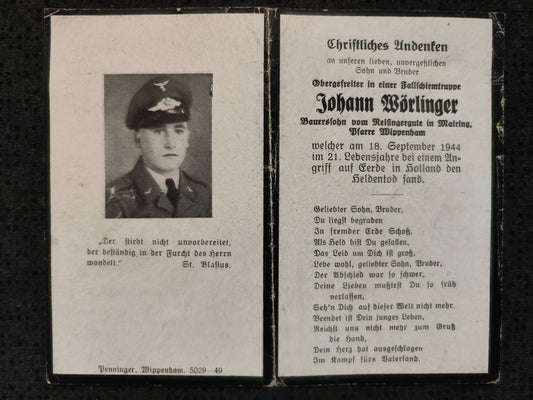 „Der stirbt nicht unvorbereitet,
der beständig in der Furcht des Herrn
wandelt.“ St. Blasius.
Penninger, Wippenham. 5029—49
Christliches Andenken
an unseren lieben, unvergeßlichen
Sohn und Bruder
Obergefreiter in einer Fallschirmtruppe
Johann Wörlinger
Bauerssohn vom Reisingergute in Mairing,
Pfarre Wippenham
welcher am 18. September 1944
im 21. Lebensjahre bei einem An-
griff auf Eerde in Holland den
Heldentod fand.
Geliebter Sohn, Bruder,
Du liegst begraben
In fremder Erde Schoß,
Als Held bist Du gefallen,
Das Leid um Dich ist groß.
Lebe wohl, geliebter Sohn, Bruder,
Der Abschied war so schwer,
Deine Lieben mußtest Du so früh
verlassen,
Seh'n Dich auf dieser Welt nicht mehr.
Beendet ist Dein junges Leben,
Reichst uns nicht mehr zum Gruß
die Hand,
Dein Herz hat ausgeschlagen
Im Kampf fürs Vaterland.